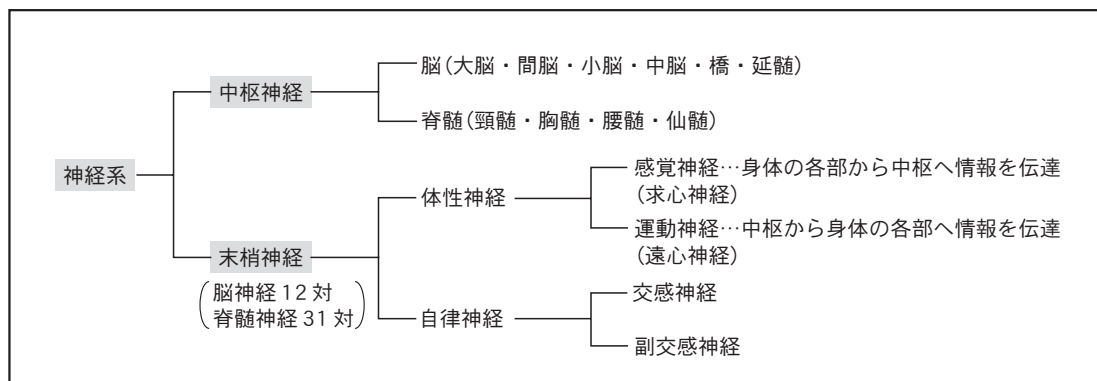 神経系
中枢神経
脳(大脳・間脳・小脳・中脳・橋・延髄)
脊髄(頸髄・胸髄・腰髄・仙髄)
末梢神経
(脳神経 12 対
脊髄神経 31 対)
体性神経
感覚神経…身体の各部から中枢へ情報を伝達
(求心神経)
運動神経…中枢から身体の各部へ情報を伝達
(遠心神経)
自律神経
交感神経
副交感神経